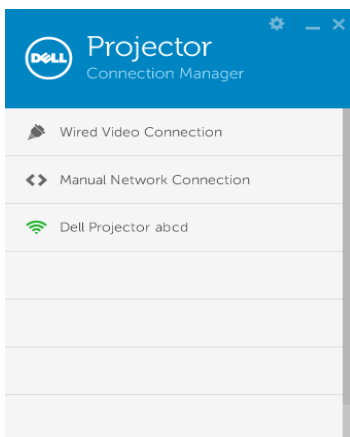 DELL
Projector
Connection Manager
Wired Video Connection
Manual Network Connection
Dell Projector abcd